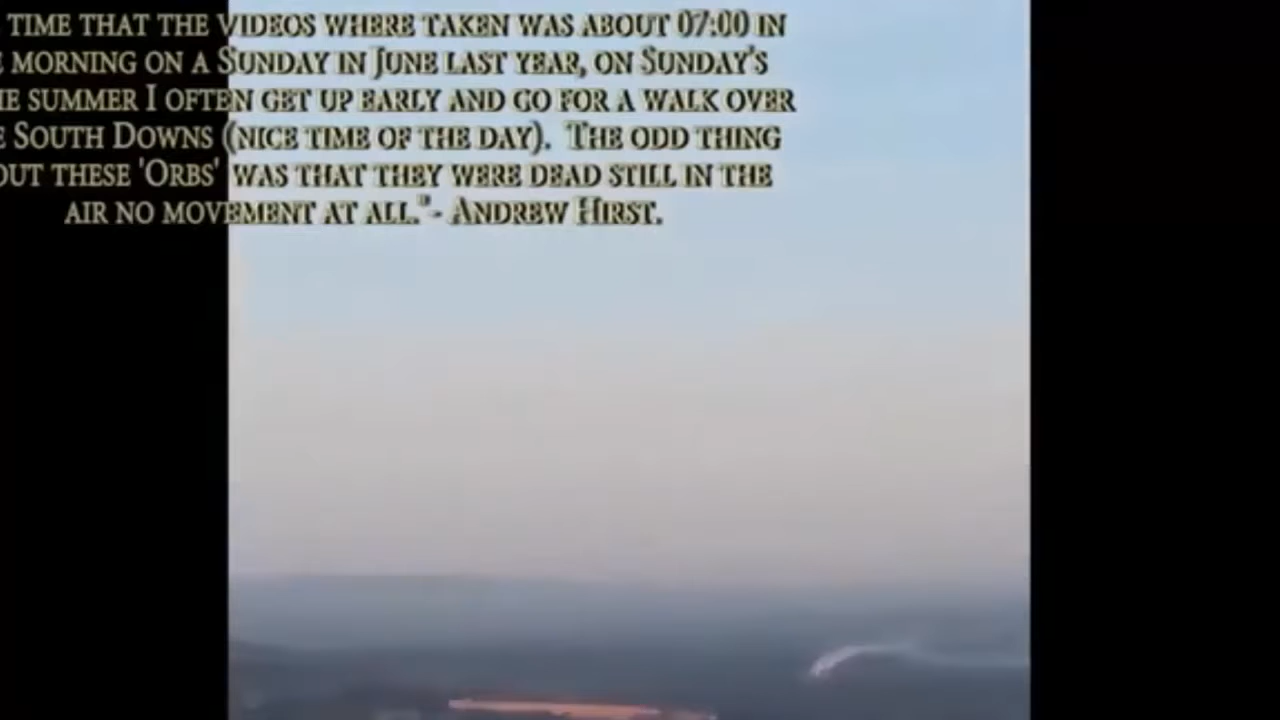 TIME THAT THE VIDEOS WHERE TAKEN WAS ABOUT 07:00 IN
MORNING ON A SUNDAY IN JUNE LAST YEAR, ON SUNDAY'S
SUMMER I OFTEN GET UP EARLY AND GO FOR A WALK OVER
SOUTH DOWNS (NICE TIME OF THE DAY). THE ODD THING
THESE 'ORBS' WAS THAT THEY WERE DEAD STILL IN THE
AIR NO MOVEMENT AT ALL."- ANDREW HIRST.